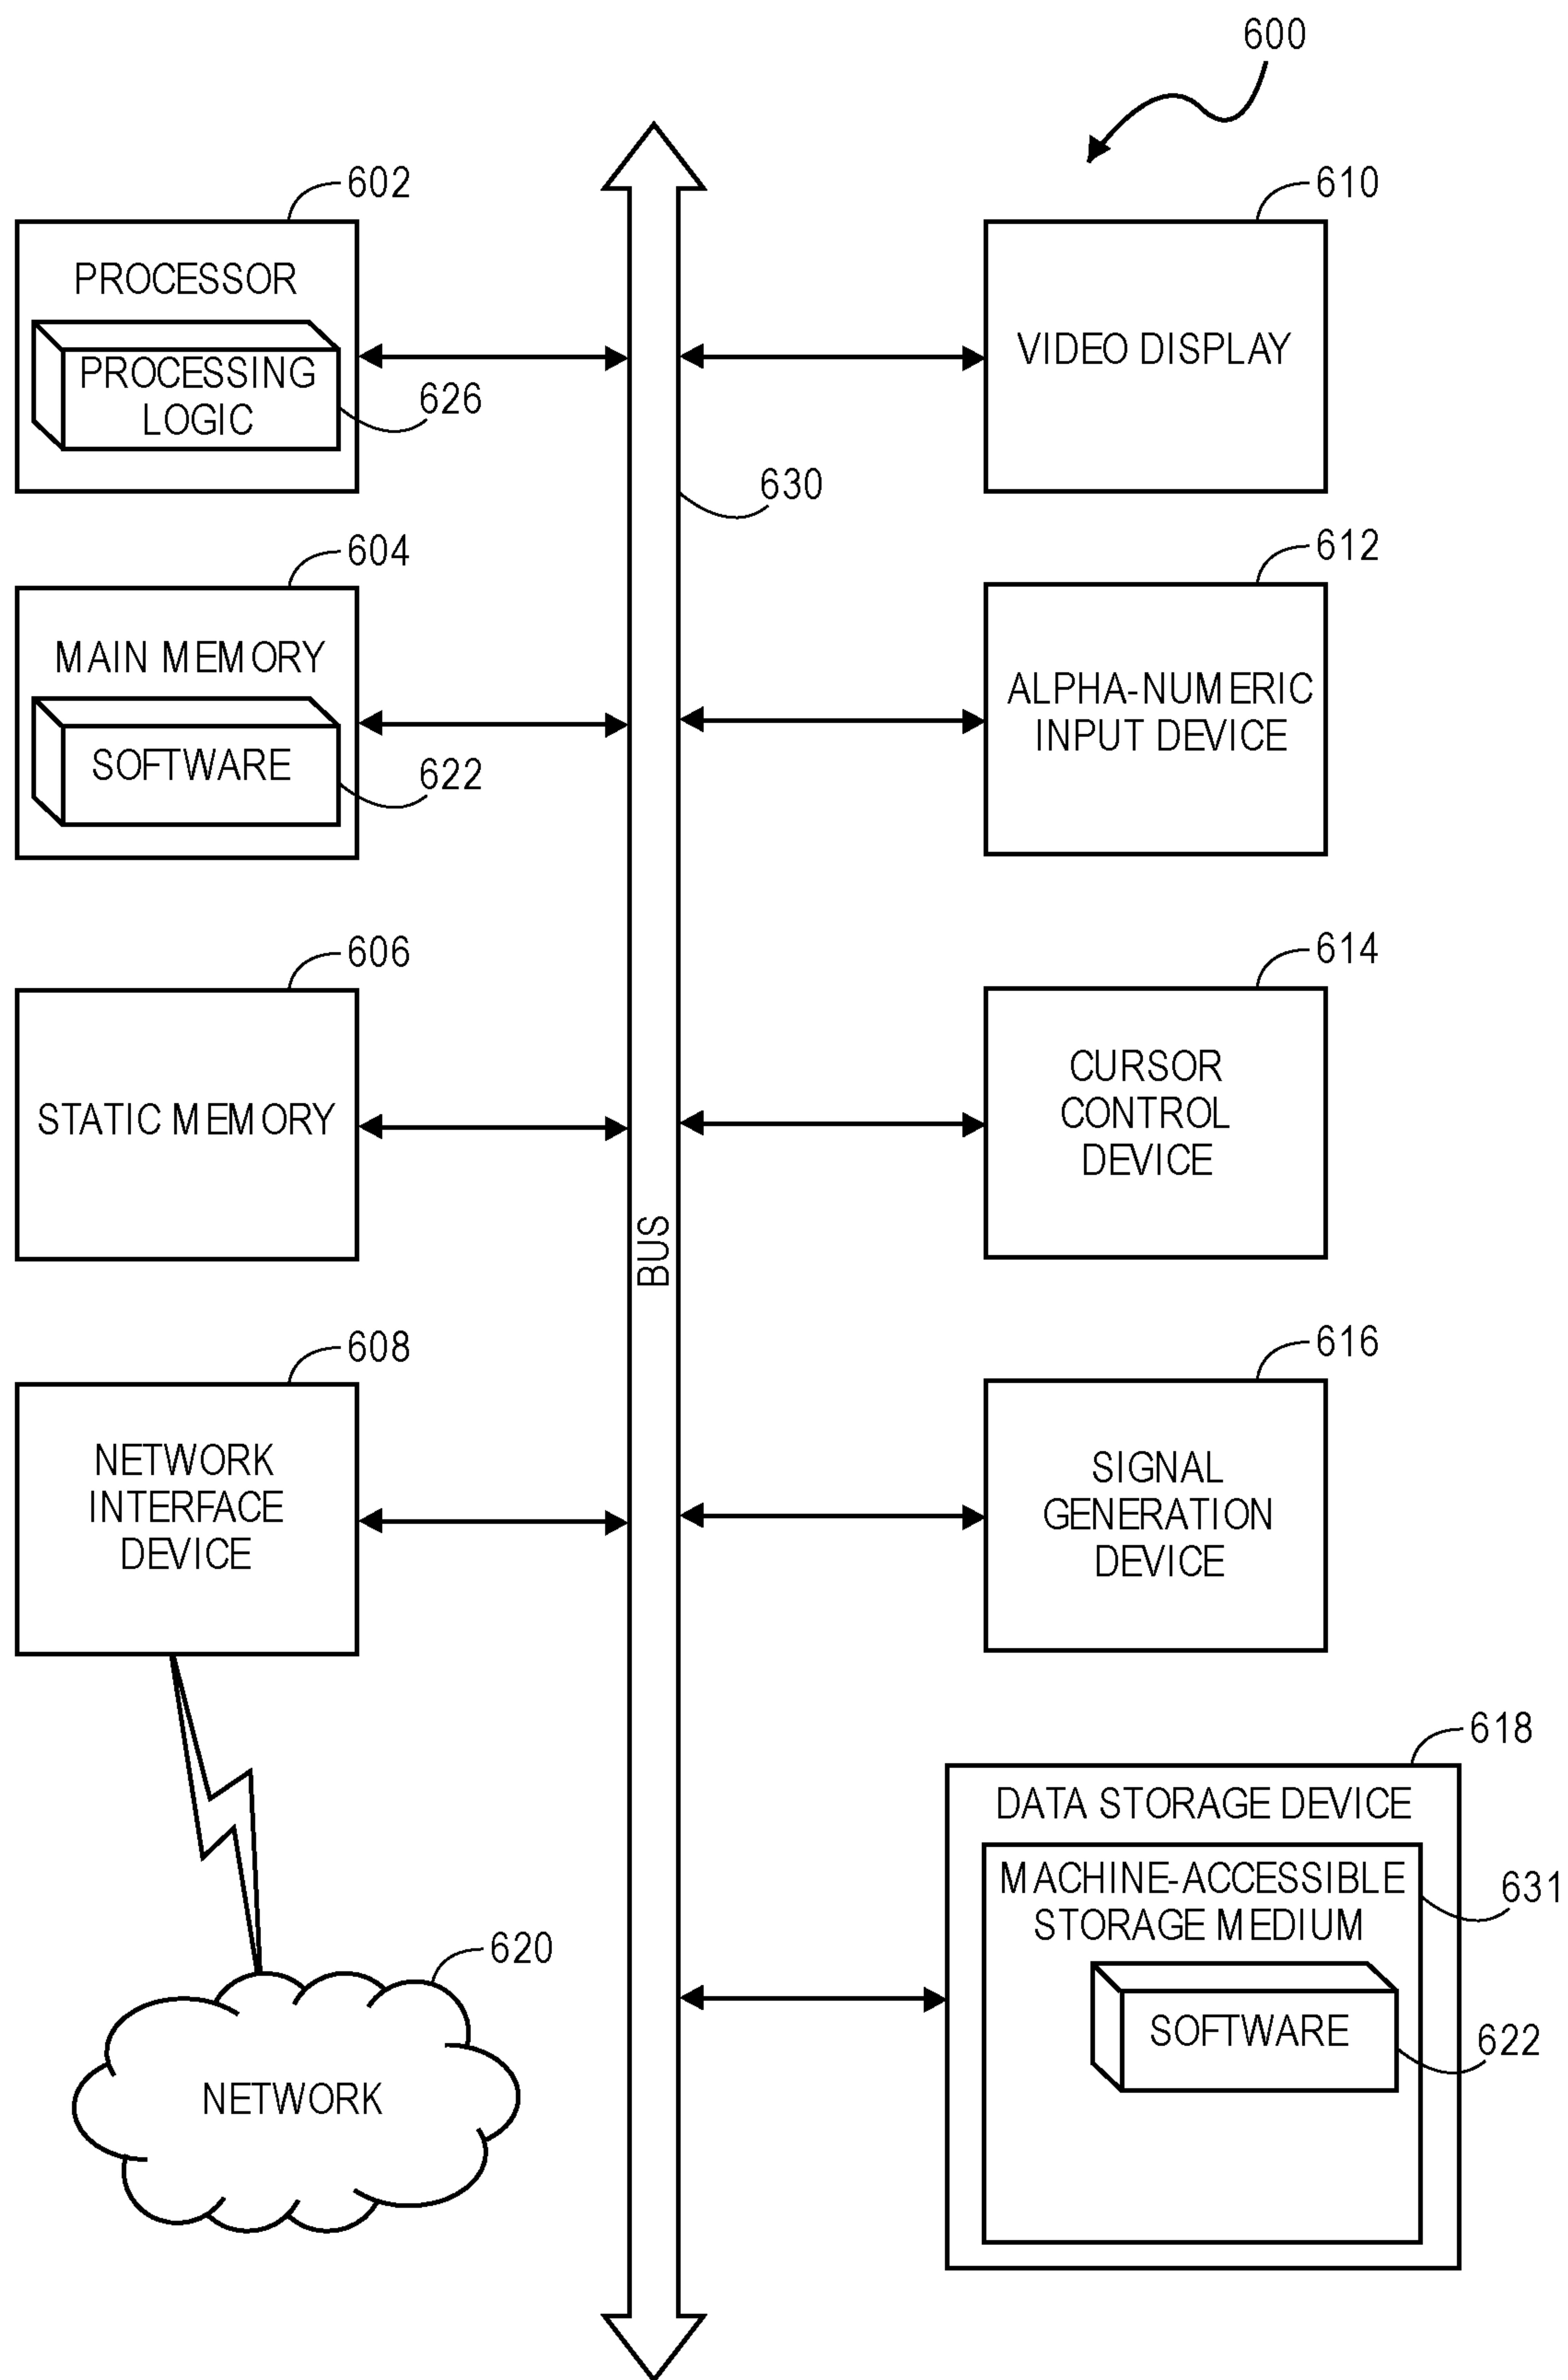 600
602
PROCESSOR
PROCESSING
LOGIC
626
610
VIDEO DISPLAY
630
604
MAIN MEMORY
SOFTWARE
622
612
ALPHA-NUMERIC
INPUT DEVICE
606
STATIC MEMORY
614
CURSOR
CONTROL
DEVICE
BUS
608
NETWORK
INTERFACE
DEVICE
616
SIGNAL
GENERATION
DEVICE
618
DATA STORAGE DEVICE
MACHINE-ACCESSIBLE
STORAGE MEDIUM
631
SOFTWARE
622
620
NETWORK